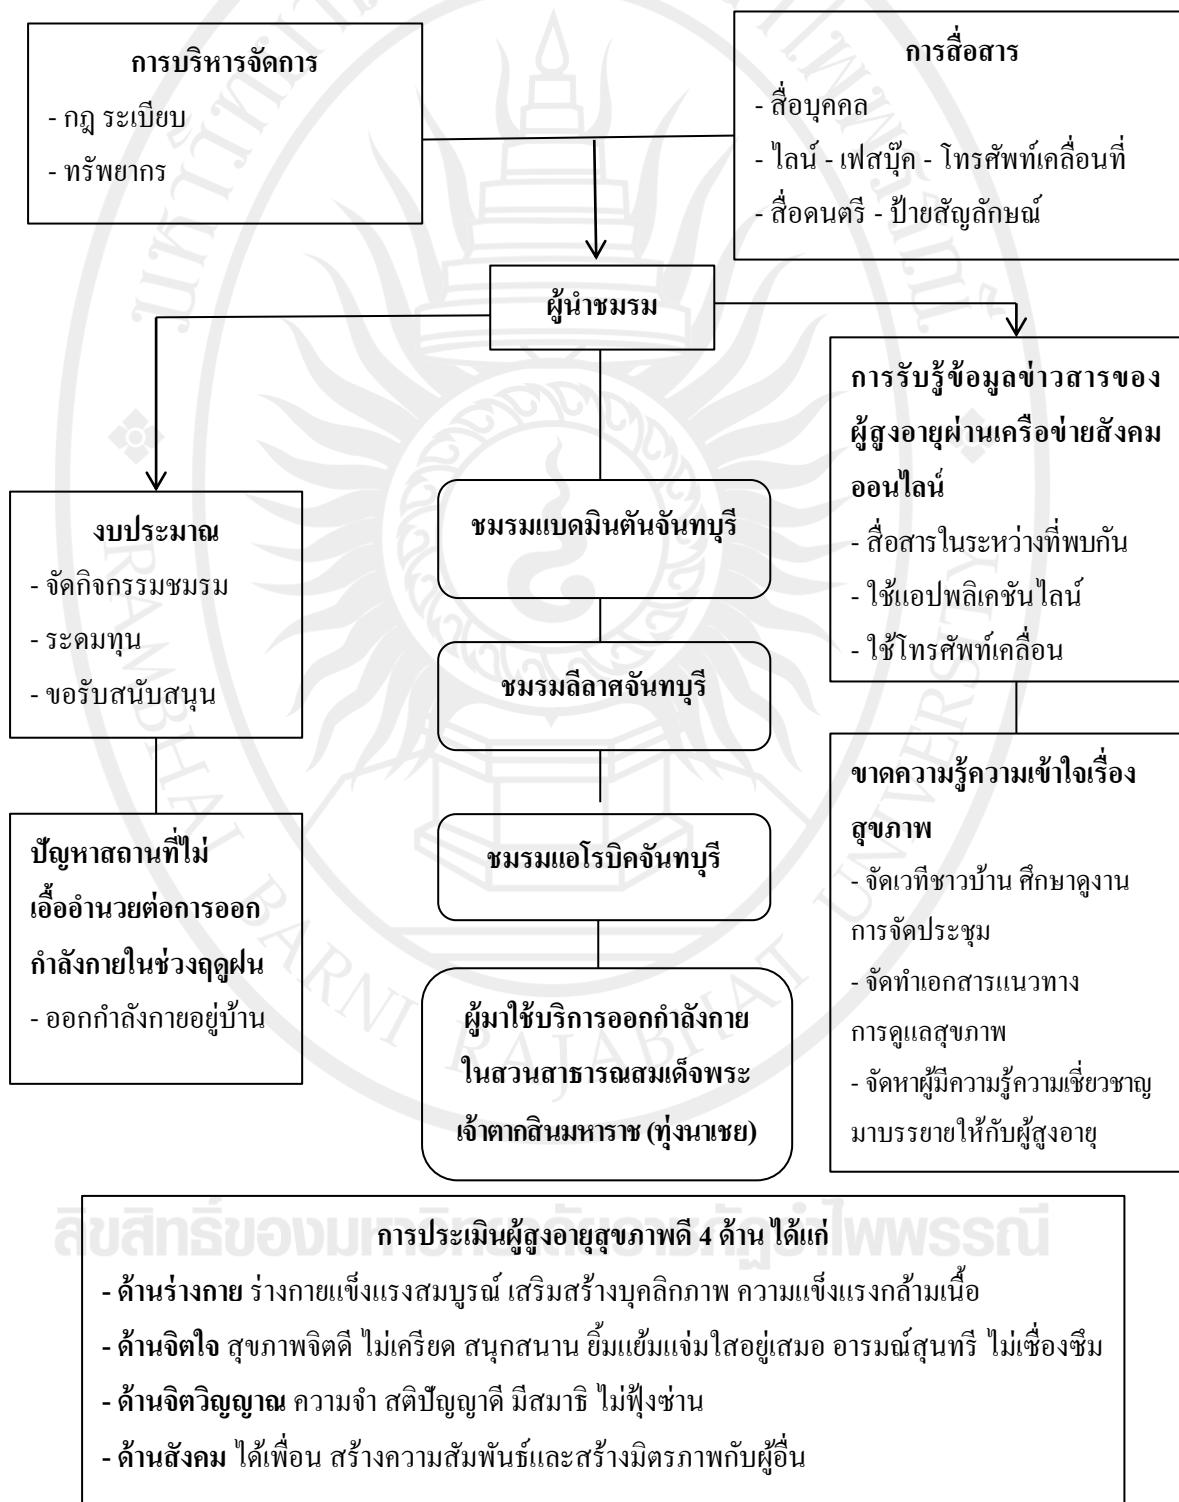 การบริหารจัดการ
- กฎ ระเบียบ
- ทรัพยากร
การสื่อสาร
- สื่อบุคคล
- ไลน์ - เฟสบุ๊ค - โทรศัพท์เคลื่อนที่
- สื่อดนตรี - ป้ายสัญลักษณ์
ผู้นำชมรม
งบประมาณ
- จัดกิจกรรมชมรม
- ระดมทุน
- ขอรับสนับสนุน
ปัญหาสถานที่ไม่
เอื้ออำนวยต่อการออก
กำลังกายในช่วงฤดูฝน
- ออกกำลังกายอยู่บ้าน
ชมรมแบดมินตันจันทบุรี
ชมรมลีลาศจันทบุรี
ชมรมแอโรบิคจันทบุรี
ผู้มาใช้บริการออกกำลังกาย
ในสวนสาธารณสมเด็จพระ
เจ้าตากสินมหาราช (ทุ่งนาเชย)
การรับรู้ข้อมูลข่าวสารของ
ผู้สูงอายุผ่านเครือข่ายสังคม
ออนไลน์
- สื่อสารในระหว่างที่พบกัน
- ใช้แอปพลิเคชันไลน์
- ใช้โทรศัพท์เคลื่อน
ขาดความรู้ความเข้าใจเรื่อง
สุขภาพ
- จัดเวทีชาวบ้าน ศึกษาดูงาน
การจัดประชุม
- จัดทำเอกสารแนวทาง
การดูแลสุขภาพ
- จัดหาผู้มีความรู้ความเชี่ยวชาญ
มาบรรยายให้กับผู้สูงอายุ
การประเมินผู้สูงอายุสุขภาพดี 4 ด้าน ได้แก่
- ด้านร่างกาย ร่างกายแข็งแรงสมบูรณ์ เสริมสร้างบุคลิกภาพ ความแข็งแรงกล้ามเนื้อ
- ด้านจิตใจ สุขภาพจิตดี ไม่เครียด สนุกสนาน ยิ้มแย้มแจ่มใสอยู่เสมอ อารมณ์สุนทรี ไม่เซื่องซึม
- ด้านจิตวิญญาณ ความจำ สติปัญญาดี มีสมาธิ ไม่ฟุ้งซ่าน
- ด้านสังคม ได้เพื่อน สร้างความสัมพันธ์และสร้างมิตรภาพกับผู้อื่น
RAMBHAI BARNI RAJABHAT UNIVERSITY